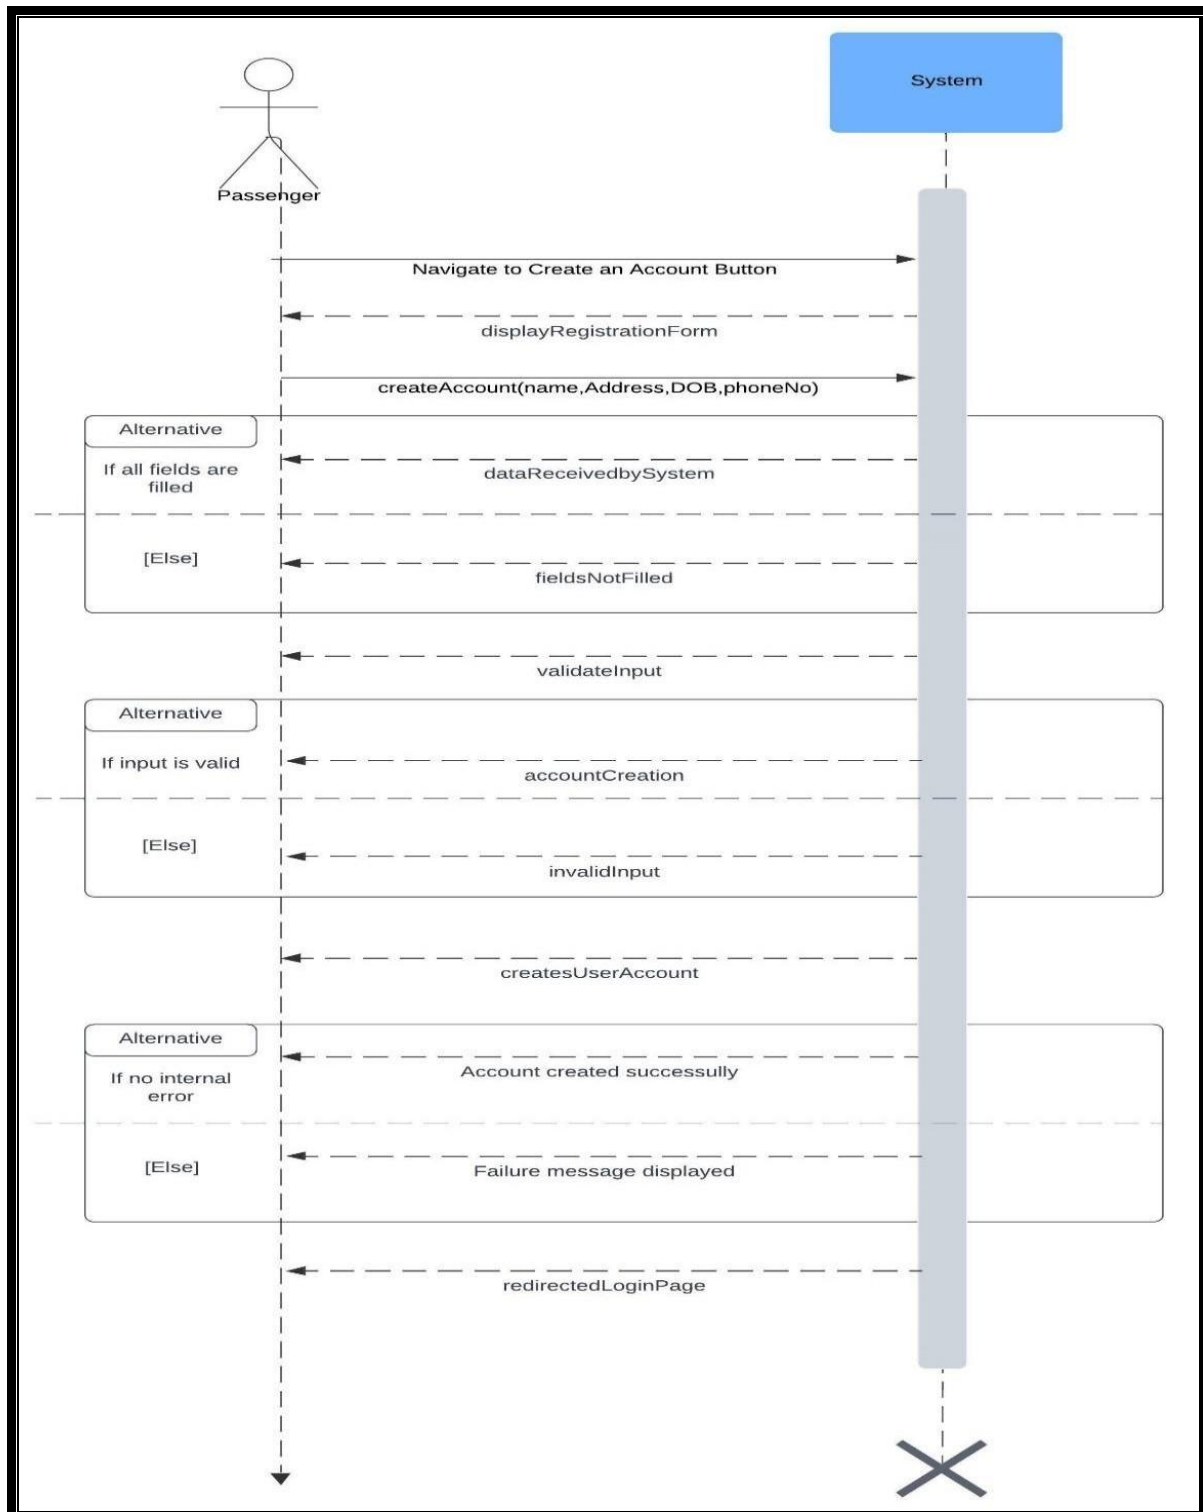 System
Passenger
Navigate to Create an Account Button
displayRegistrationForm
createAccount(name,Address,DOB,phoneNo)
Alternative
If all fields are
filled
dataReceivedbySystem
[Else]
fieldsNotFilled
validateInput
Alternative
If input is valid
accountCreation
[Else]
invalidInput
createsUserAccount
Alternative
If no internal
error
Account created successully
[Else]
Failure message displayed
redirectedLoginPage